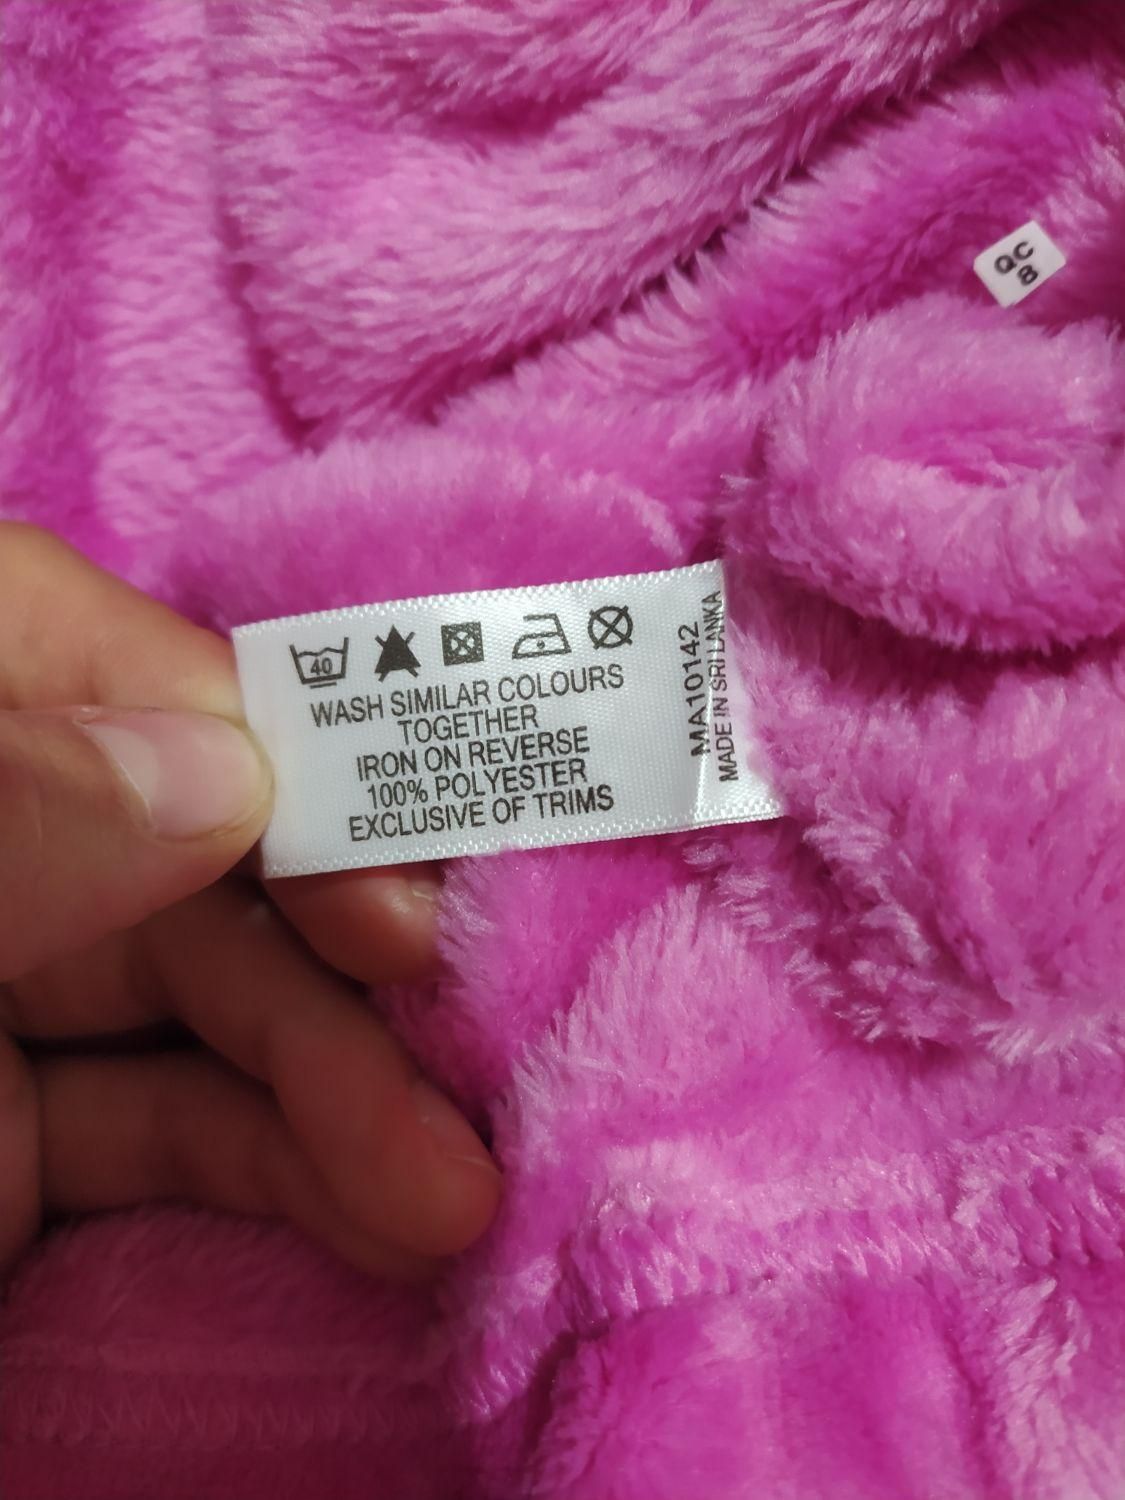 QC
8
40
WASH SIMILAR COLOURS
TOGETHER
IRON ON REVERSE
100% POLYESTER
EXCLUSIVE OF TRIMS
MA10142
MADE IN SRI LANKA